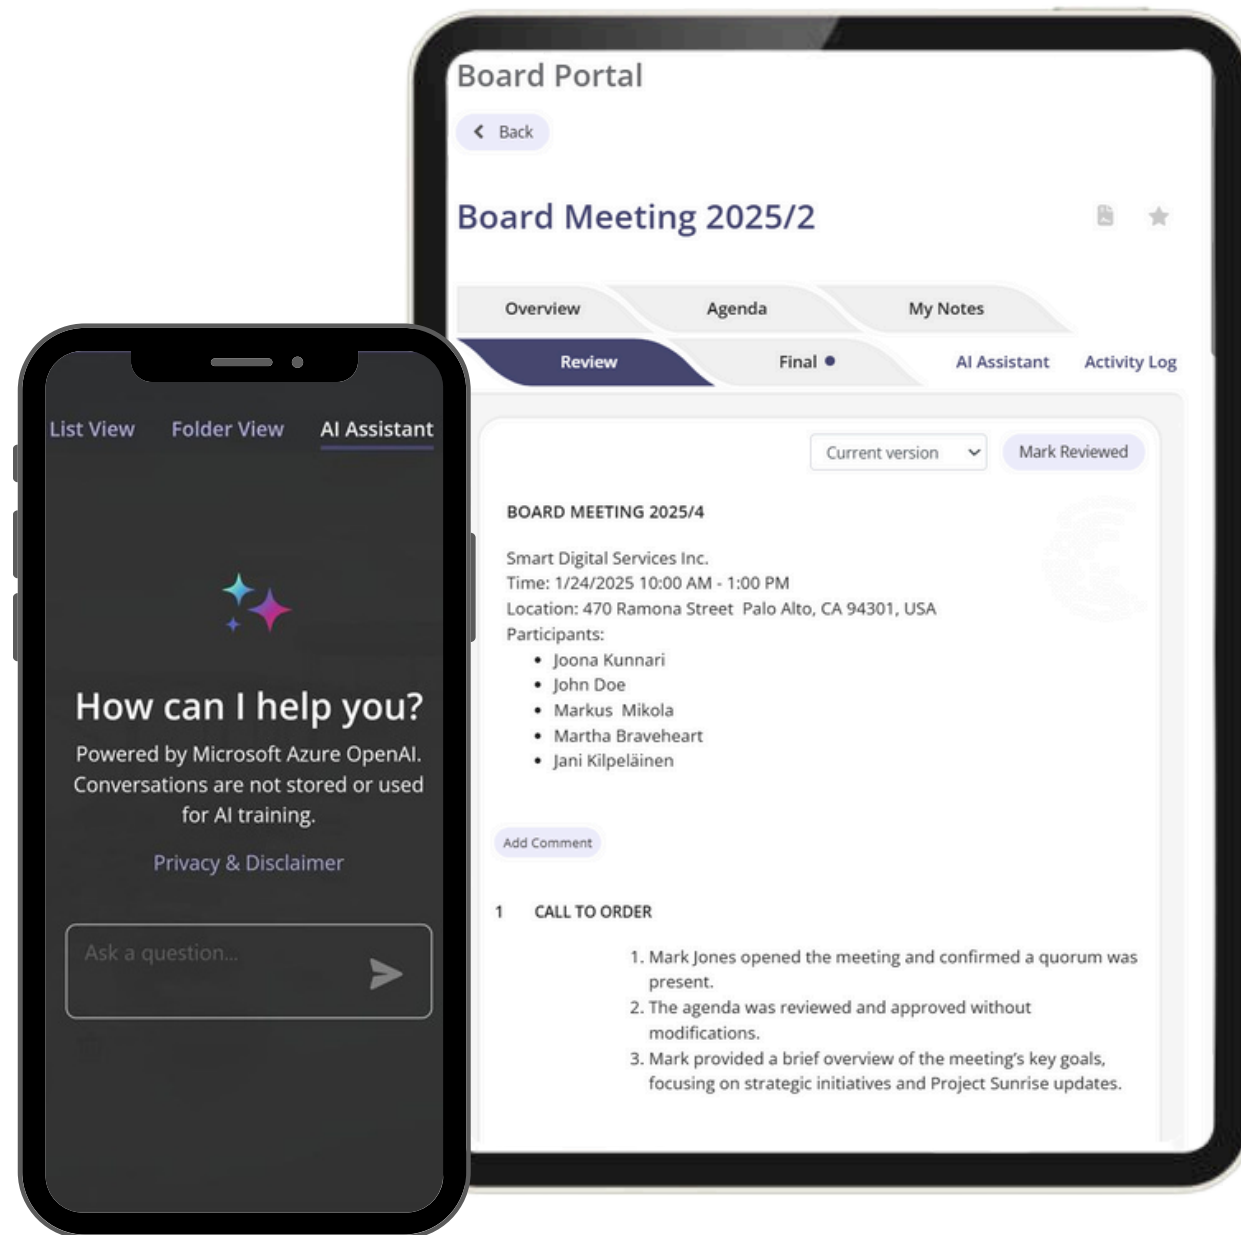 Board Portal
Back
Board Meeting 2025/2
Overview
Agenda
My Notes
Review
Final
AI Assistant
Activity Log
Current version
Mark Reviewed
BOARD MEETING 2025/4
Smart Digital Services Inc.
Time: 1/24/2025 10:00 AM - 1:00 PM
Location: 470 Ramona Street  Palo Alto, CA 94301, USA
Participants:
• Joona Kunnari
• John Doe
• Markus  Mikola
• Martha Braveheart
• Jani Kilpeläinen
Add Comment
1 CALL TO ORDER
1. Mark Jones opened the meeting and confirmed a quorum was
present.
2. The agenda was reviewed and approved without
modifications.
3. Mark provided a brief overview of the meeting's key goals,
focusing on strategic initiatives and Project Sunrise updates.
List View
Folder View
AI Assistant
How can I help you?
Powered by Microsoft Azure OpenAI.
Conversations are not stored or used
for AI training.
Privacy & Disclaimer
Ask a question...